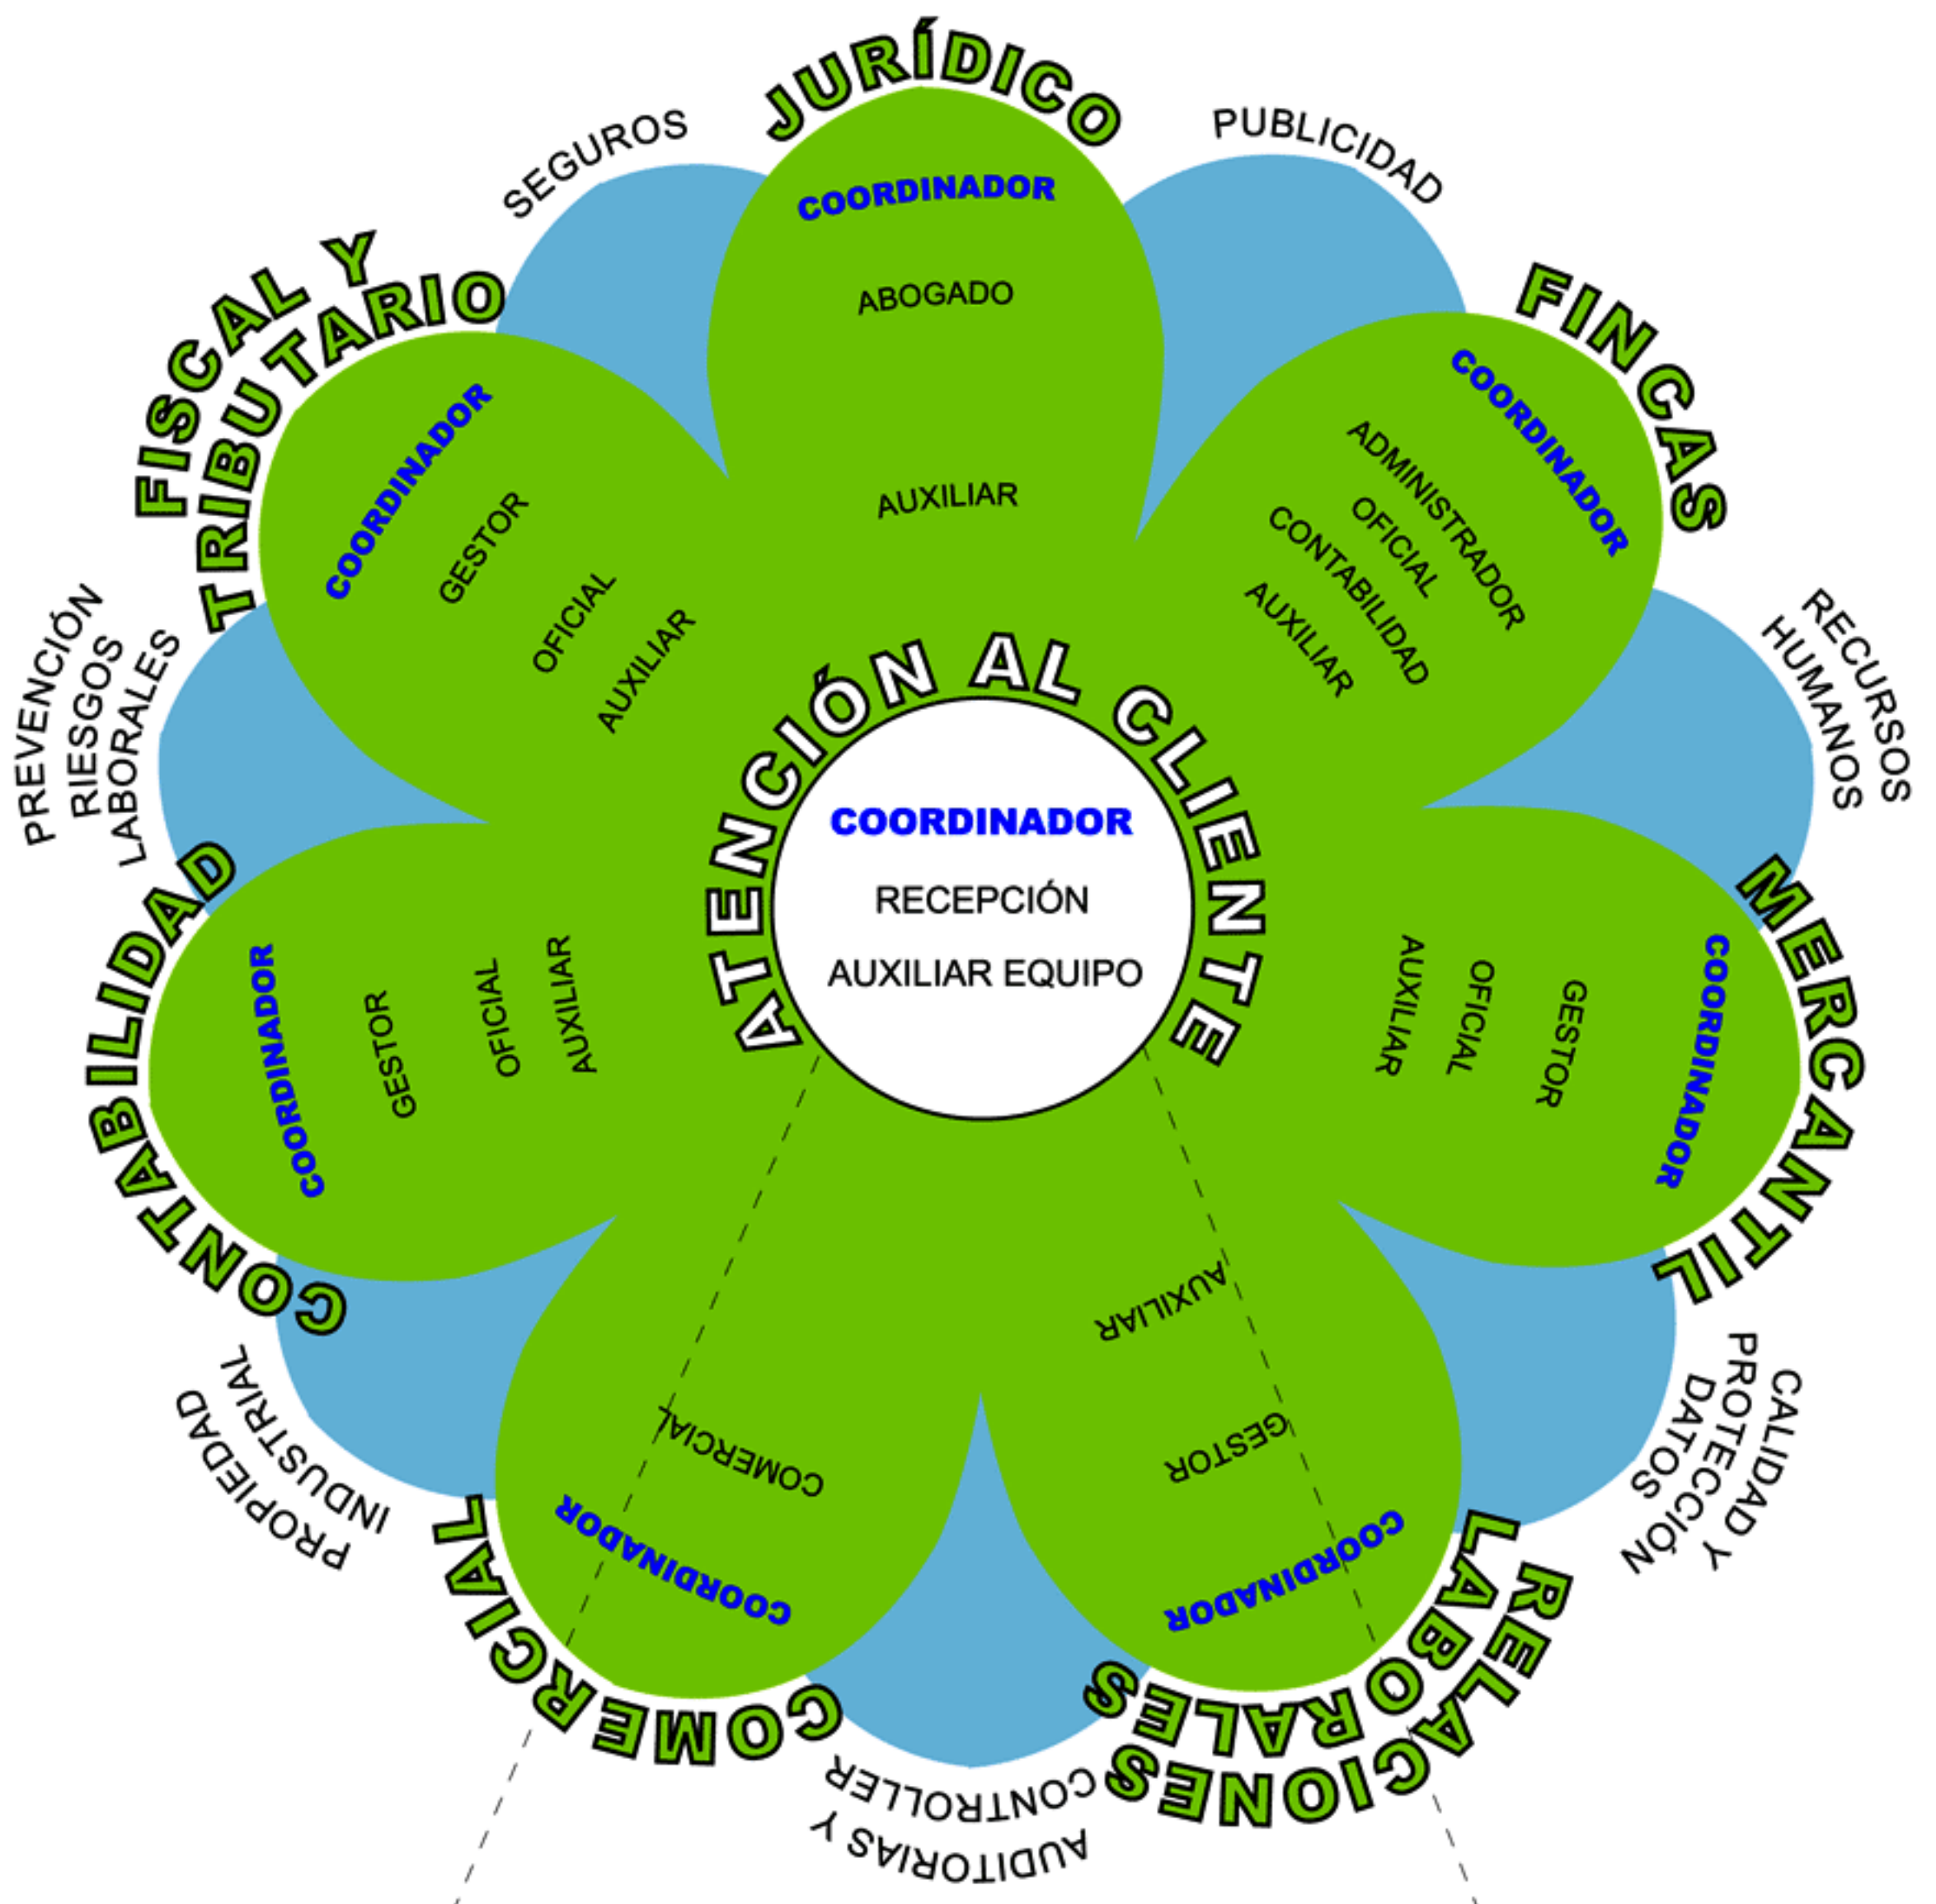 JURÍDICO
COORDINADOR
ABOGADO
AUXILIAR
PUBLICIDAD
FINCAS
COORDINADOR
ADMINISTRADOR
OFICIAL
CONTABILIDAD
AUXILIAR
RECURSOS
HUMANOS
MERCANTIL
COORDINADOR
GESTOR
OFICIAL
AUXILIAR
CALIDAD Y
PROTECCIÓN
DATOS
RELACIONES
LABORALES
COORDINADOR
GESTOR
AUXILIAR
AUDITORIAS Y
CONTROLLER
COMERCIAL
COORDINADOR
COMERCIAL
PROPIEDAD
INDUSTRIAL
CONTABILIDAD
COORDINADOR
GESTOR
OFICIAL
AUXILIAR
PREVENCIÓN
RIESGOS
LABORALES
FISCAL Y
TRIBUTARIO
COORDINADOR
GESTOR
OFICIAL
AUXILIAR
SEGUROS
ATENCIÓN AL CLIENTE
COORDINADOR
RECEPCIÓN
AUXILIAR EQUIPO